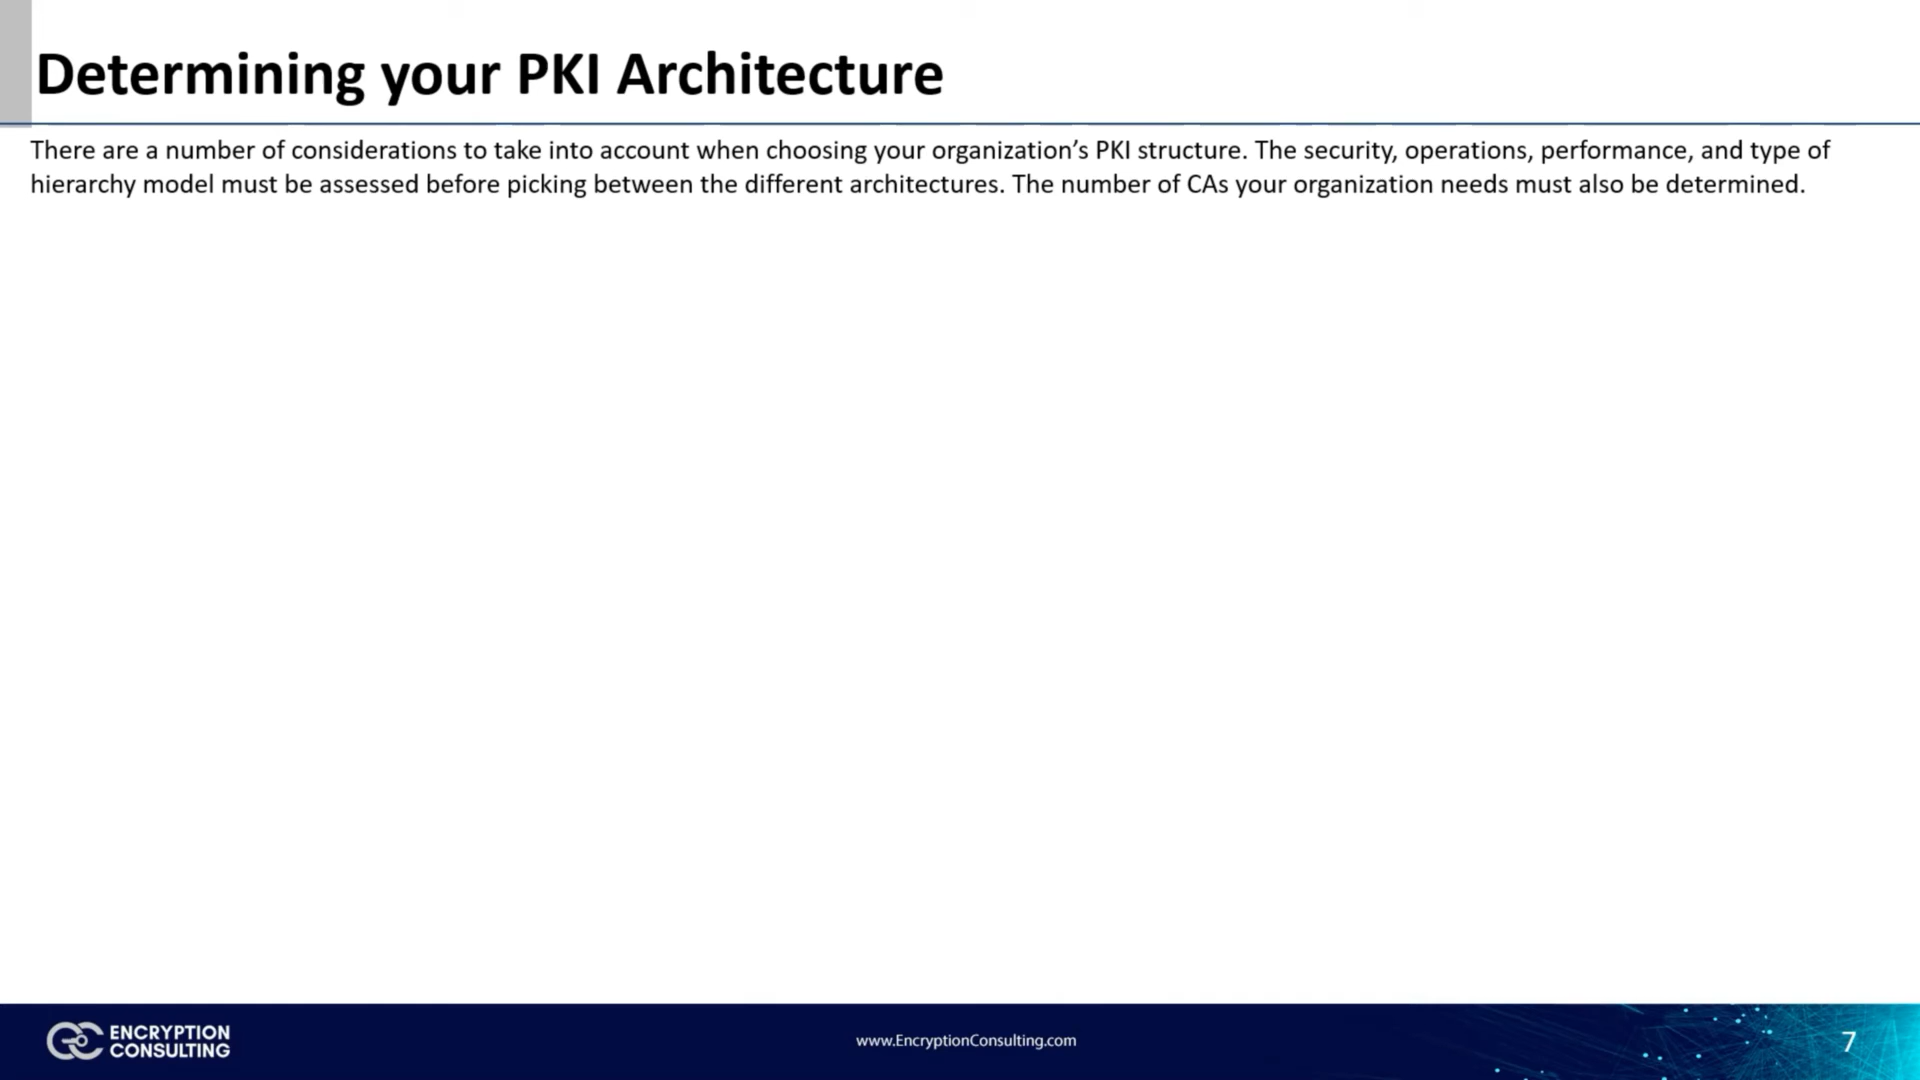 Determining your PKI Architecture
There are a number of considerations to take into account when choosing your organization’s PKI structure. The security, operations, performance, and type of
hierarchy model must be assessed before picking between the different architectures. The number of CAs your organization needs must also be determined.
ENCRYPTION
CONSULTING
www.EncryptionConsulting.com
7